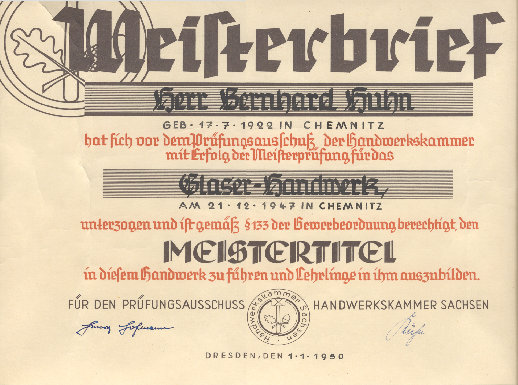 Meisterbrief
Herr Bernhard Huhn
GEB · 17 · 7 · 1922 IN CHEMNITZ
hat sich vor dem Prüfungsausschuß der Handwerkskammer
mit Erfolg der Meisterprüfung für das
Glaser-Handwerk,
AM 21 · 12 · 1947 IN CHEMNITZ
unterzogen und ist gemäß § 133 der Gewerbeordnung berechtigt, den
MEISTERTITEL
in diesem Handwerk zu führen und Lehrlinge in ihm auszubilden.
FÜR DEN PRÜFUNGSAUSSCHUSS
Handwerkskammer Sachsen
HANDWERKSKAMMER SACHSEN
DRESDEN, DEN 1 · 1 · 1950